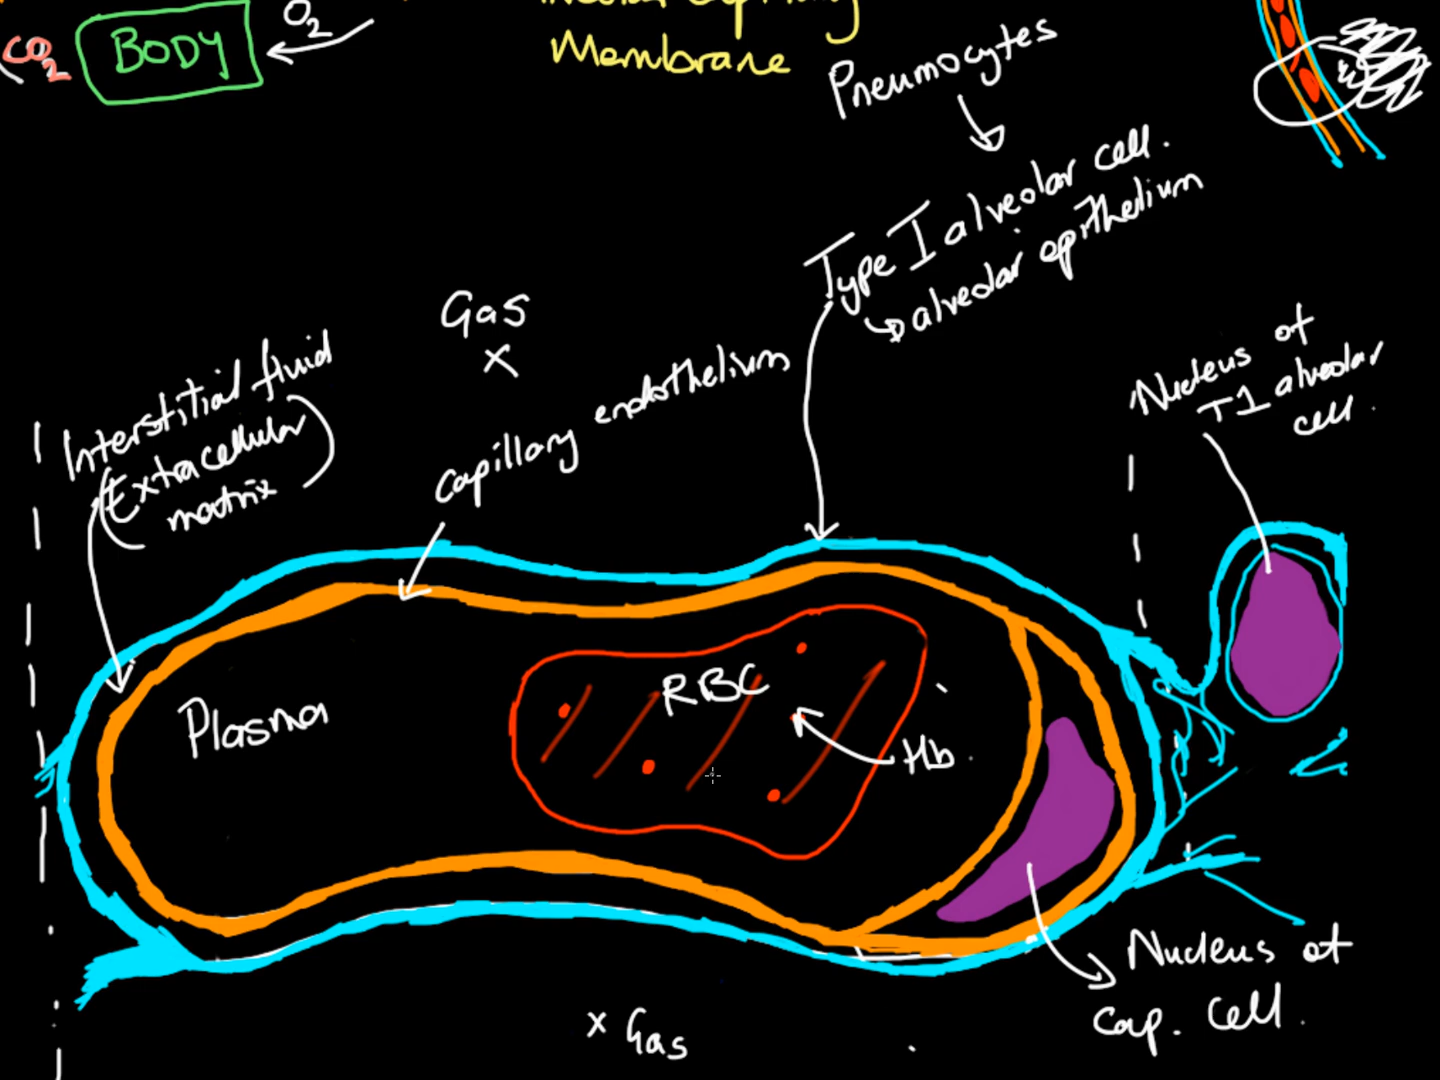 CO2
BODY
O2
Membrane
Pneumocytes
Type I alveolar cell.
alveolar epithelium
Gas
x
Interstitial fluid
(Extracellular
matrix)
capillary endothelium
Nucleus of
T1 alveolar
cell.
Plasma
RBC
Hb
Nucleus of
cap. cell.
x Gas